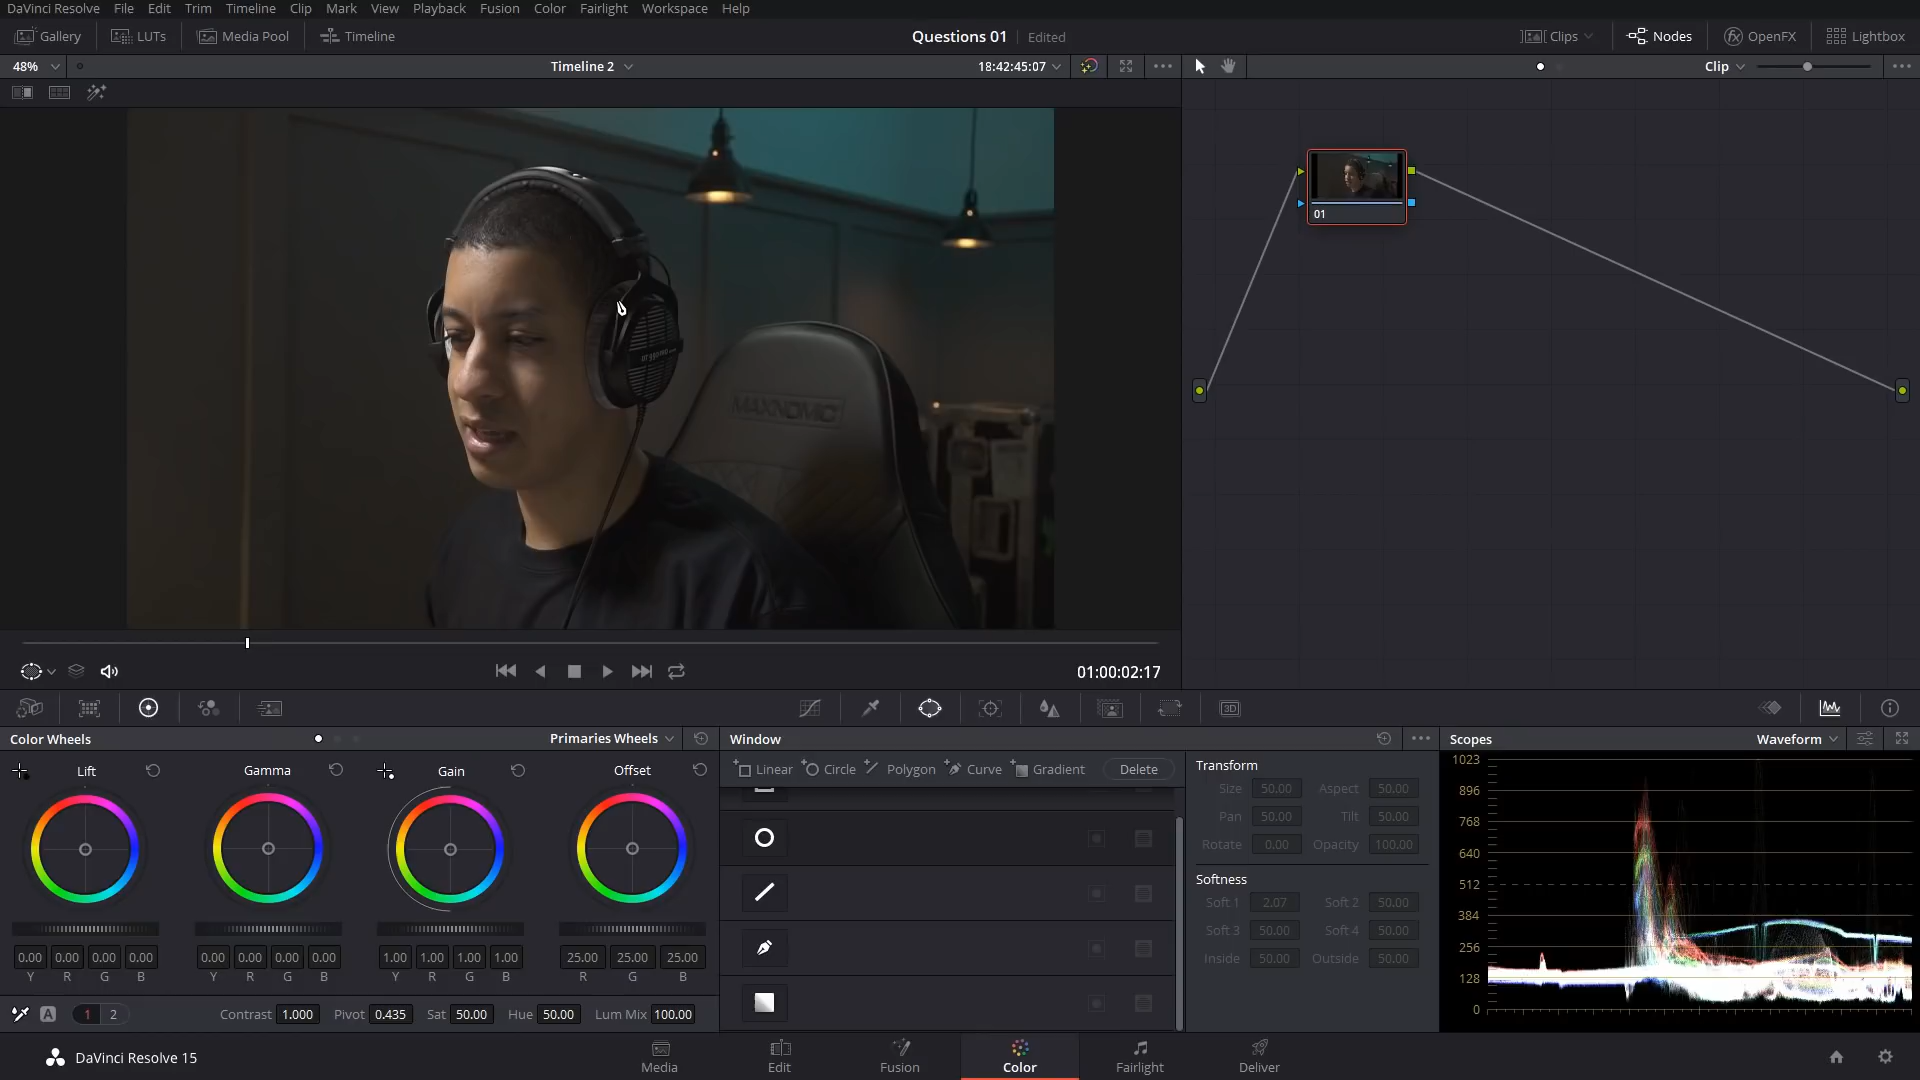 DaVinci Resolve File Edit Trim Timeline Clip Mark View Playback Fusion Color Fairlight Workspace Help
Gallery LUTs Media Pool Timeline Questions 01 Edited Clips Nodes OpenFX Lightbox
48% Timeline 2 18:42:45:07 Clip
01
MAXNOMIC
01:00:02:17
3D
Color Wheels Primaries Wheels Window Scopes Waveform
Lift Gamma Gain Offset
Linear Circle Polygon Curve Gradient Delete
Transform
Size 50.00 Aspect 50.00
Pan 50.00 Tilt 50.00
Rotate 0.00 Opacity 100.00
Softness
Soft 1 2.07 Soft 2 50.00
Soft 3 50.00 Soft 4 50.00
Inside 50.00 Outside 50.00
1023
896
768
640
512
384
256
128
0
0.00 0.00 0.00 0.00 0.00 0.00 0.00 0.00 1.00 1.00 1.00 1.00 25.00 25.00 25.00
Y R G B Y R G B Y R G B R G B
A 1 2 Contrast 1.000 Pivot 0.435 Sat 50.00 Hue 50.00 Lum Mix 100.00
DaVinci Resolve 15 Media Edit Fusion Color Fairlight Deliver